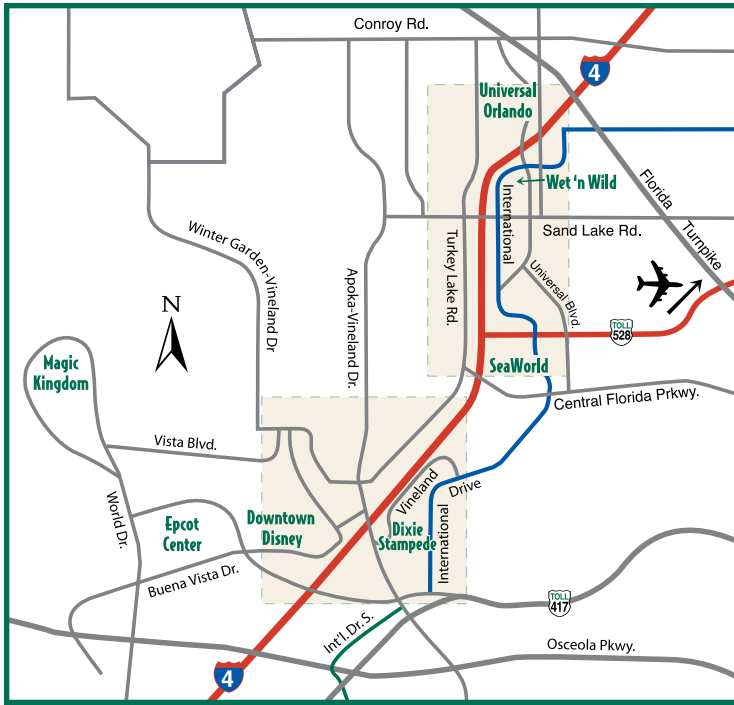 Conroy Rd.
4
Universal
Orlando
Wet 'n Wild
Florida
Turnpike
International
Sand Lake Rd.
Winter Garden-Vineland Dr
Apoka-Vineland Dr.
Turkey Lake Rd.
Universal Blvd.
N
TOLL
528
Magic
Kingdom
SeaWorld
Central Florida Prkwy.
Vista Blvd.
World Dr.
Epcot
Center
Downtown
Disney
Vineland
Drive
Dixie
Stampede
International
Buena Vista Dr.
TOLL
417
Int'l. Dr. S.
Osceola Pkwy.
4